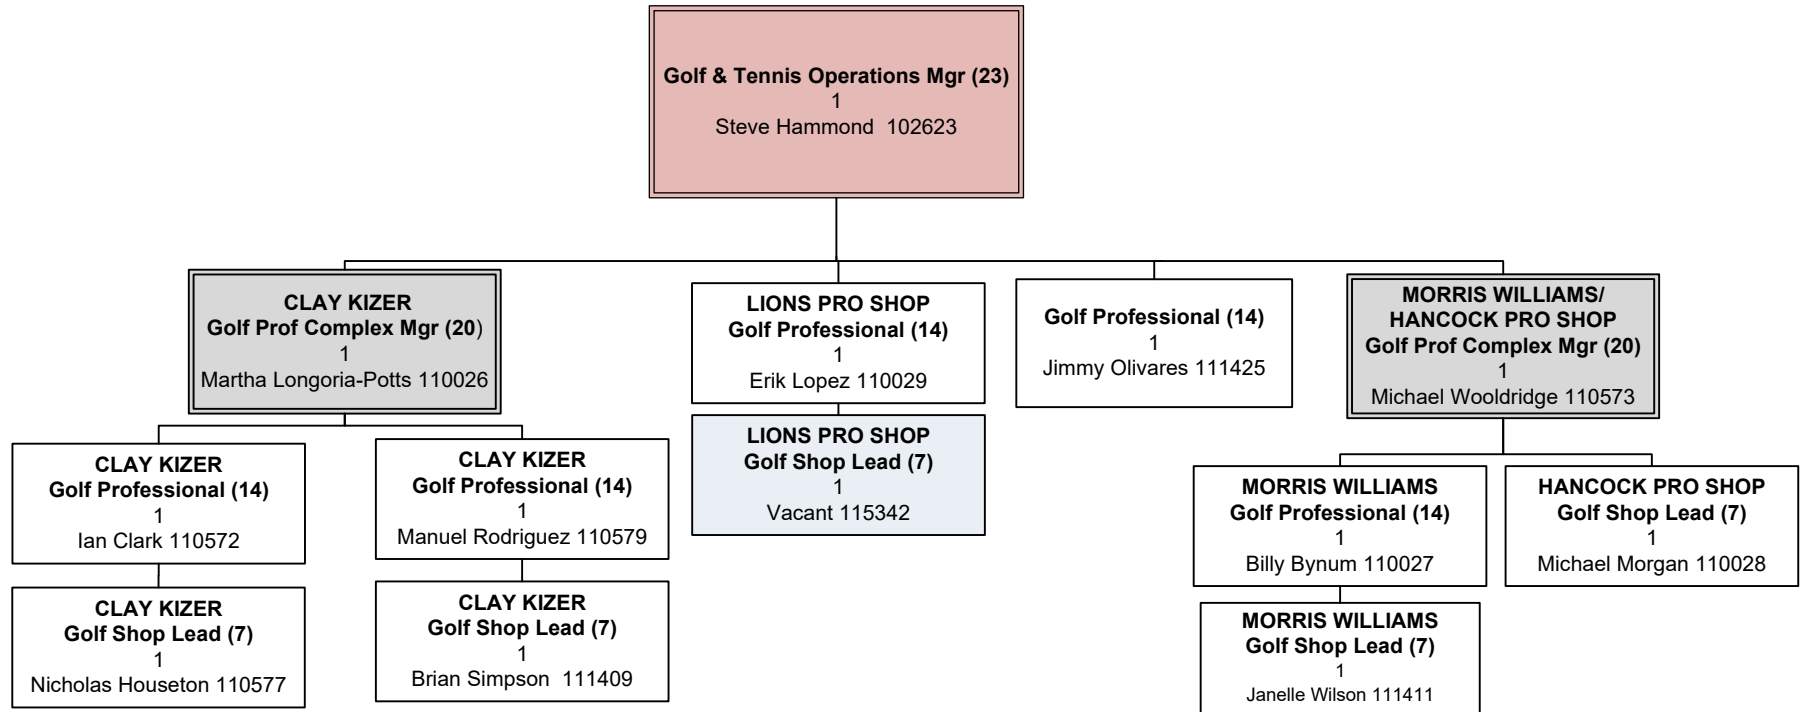 Golf & Tennis Operations Mgr (23)
1
Steve Hammond  102623
CLAY KIZER
Golf Prof Complex Mgr (20)
1
Martha Longoria-Potts 110026
LIONS PRO SHOP
Golf Professional (14)
1
Erik Lopez 110029
Golf Professional (14)
1
Jimmy Olivares 111425
MORRIS WILLIAMS/
HANCOCK PRO SHOP
Golf Prof Complex Mgr (20)
1
Michael Wooldridge 110573
CLAY KIZER
Golf Professional (14)
1
Ian Clark 110572
CLAY KIZER
Golf Professional (14)
1
Manuel Rodriguez 110579
LIONS PRO SHOP
Golf Shop Lead (7)
1
Vacant 115342
MORRIS WILLIAMS
Golf Professional (14)
1
Billy Bynum 110027
HANCOCK PRO SHOP
Golf Shop Lead (7)
1
Michael Morgan 110028
CLAY KIZER
Golf Shop Lead (7)
1
Nicholas Houseton 110577
CLAY KIZER
Golf Shop Lead (7)
1
Brian Simpson  111409
MORRIS WILLIAMS
Golf Shop Lead (7)
1
Janelle Wilson 111411